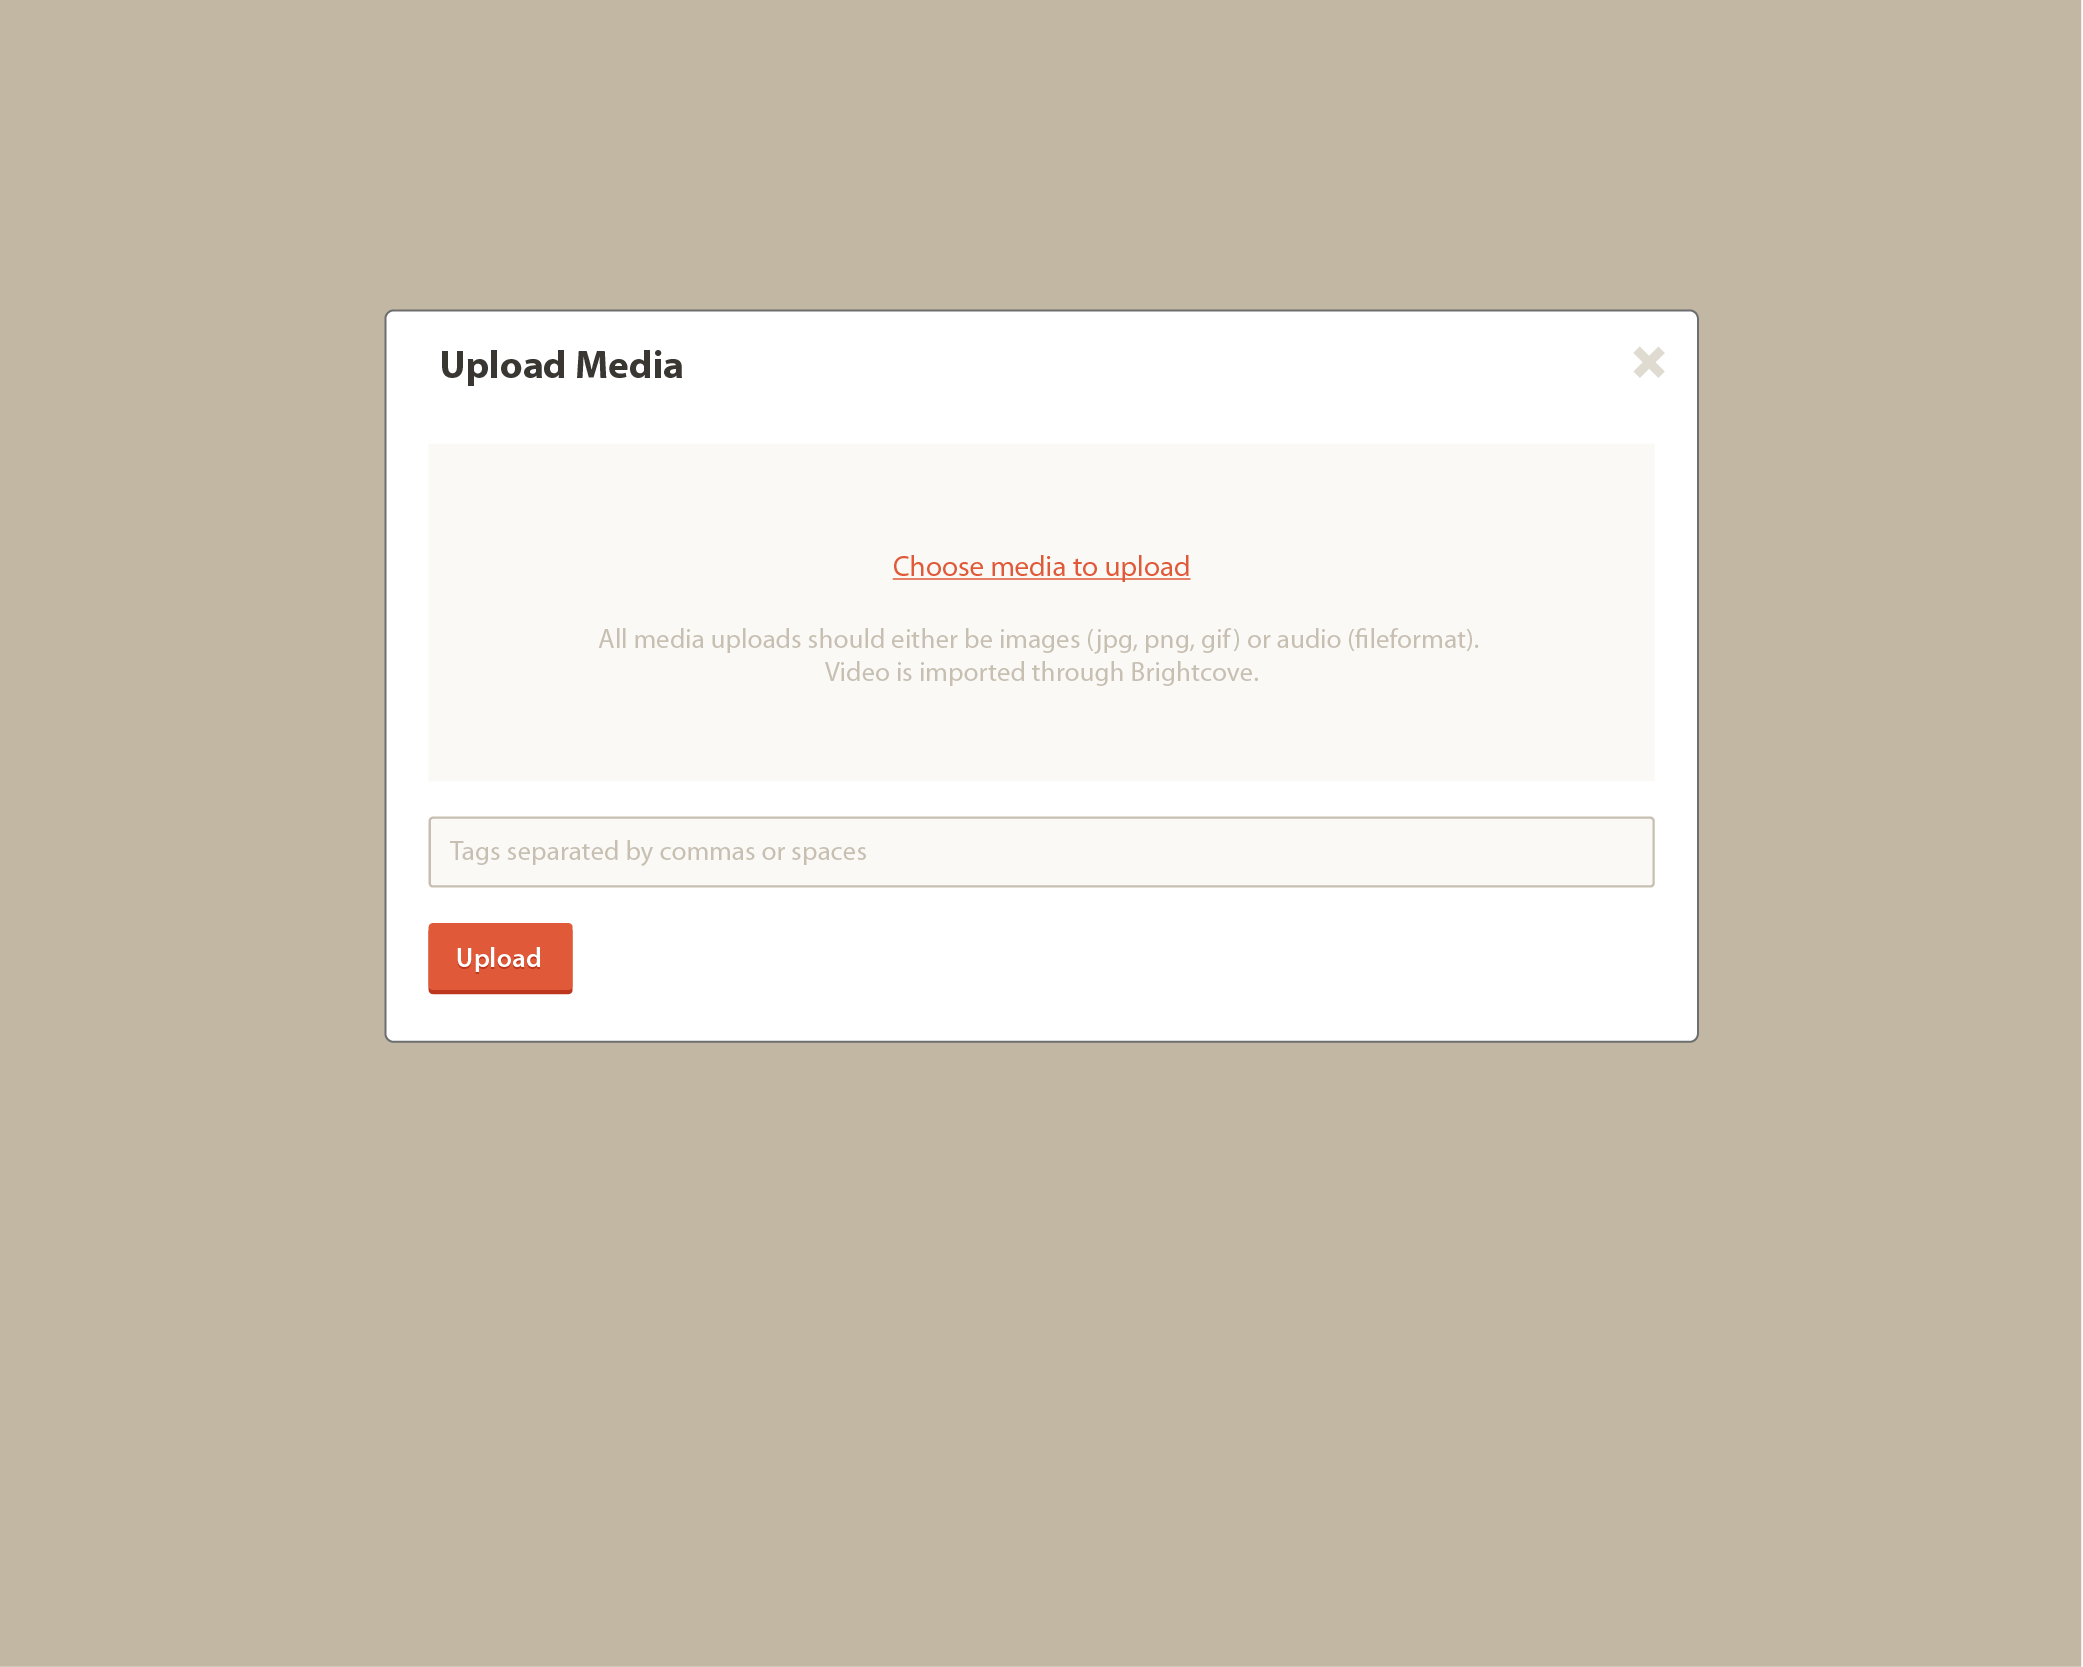 Upload Media
Choose media to upload
All media uploads should either be images (jpg, png, gif) or audio (fileformat).
Video is imported through Brightcove.
Tags separated by commas or spaces
Upload